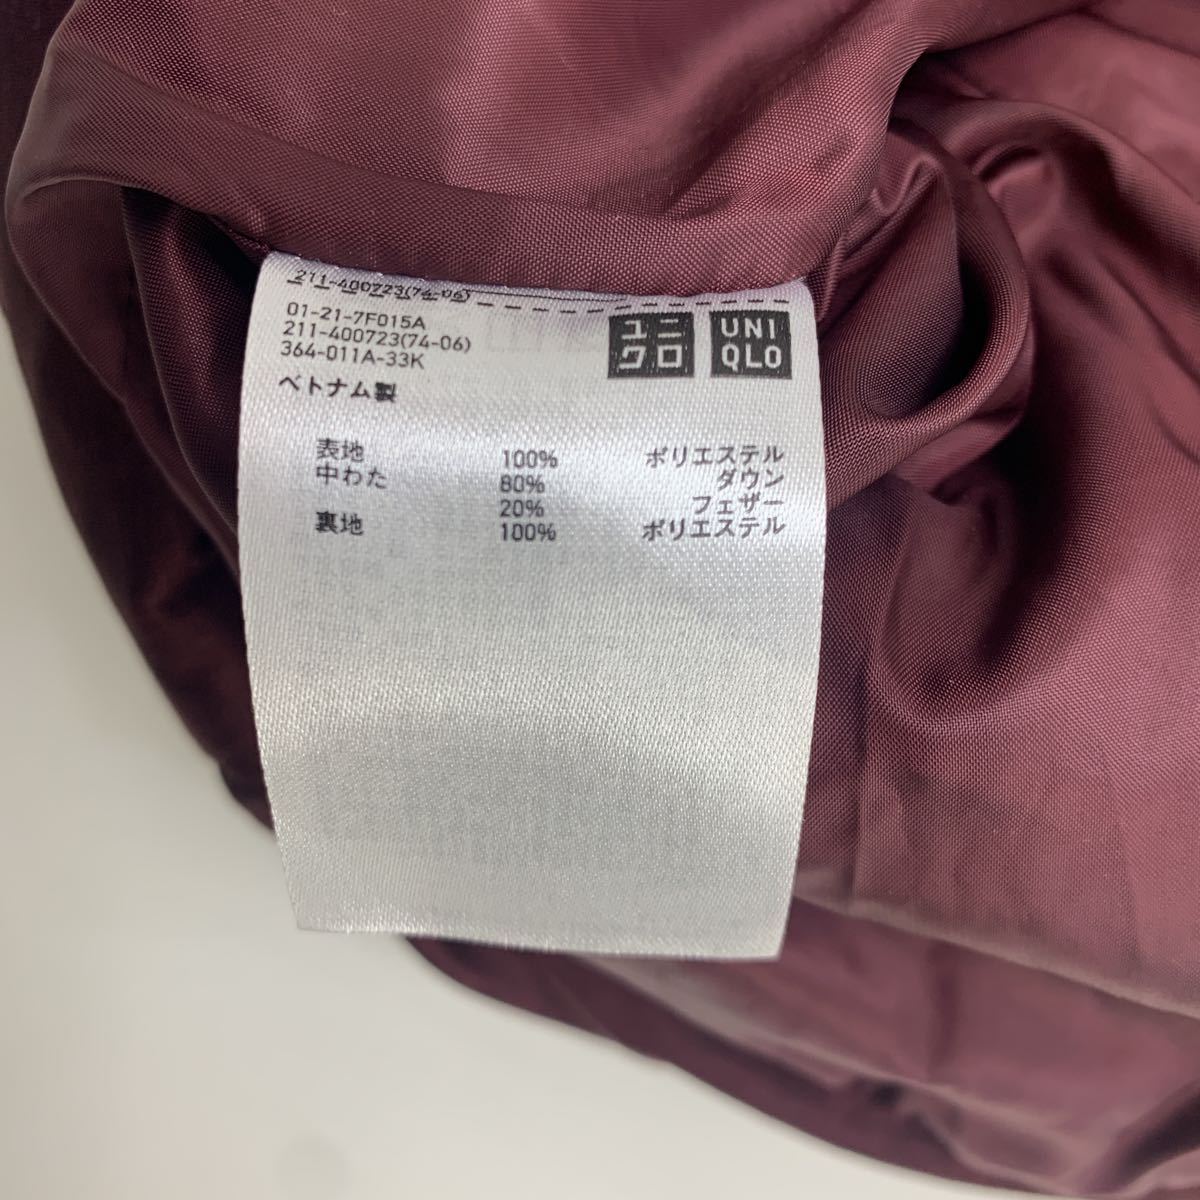 211-400723(74-06)
01-21-7F015A
211-400723(74-06)
364-011A-33K
ベトナム製
ユニ
クロ
UNI
QLO
表地 100% ポリエステル
中わた 80% ダウン
20% フェザー
裏地 100% ポリエステル